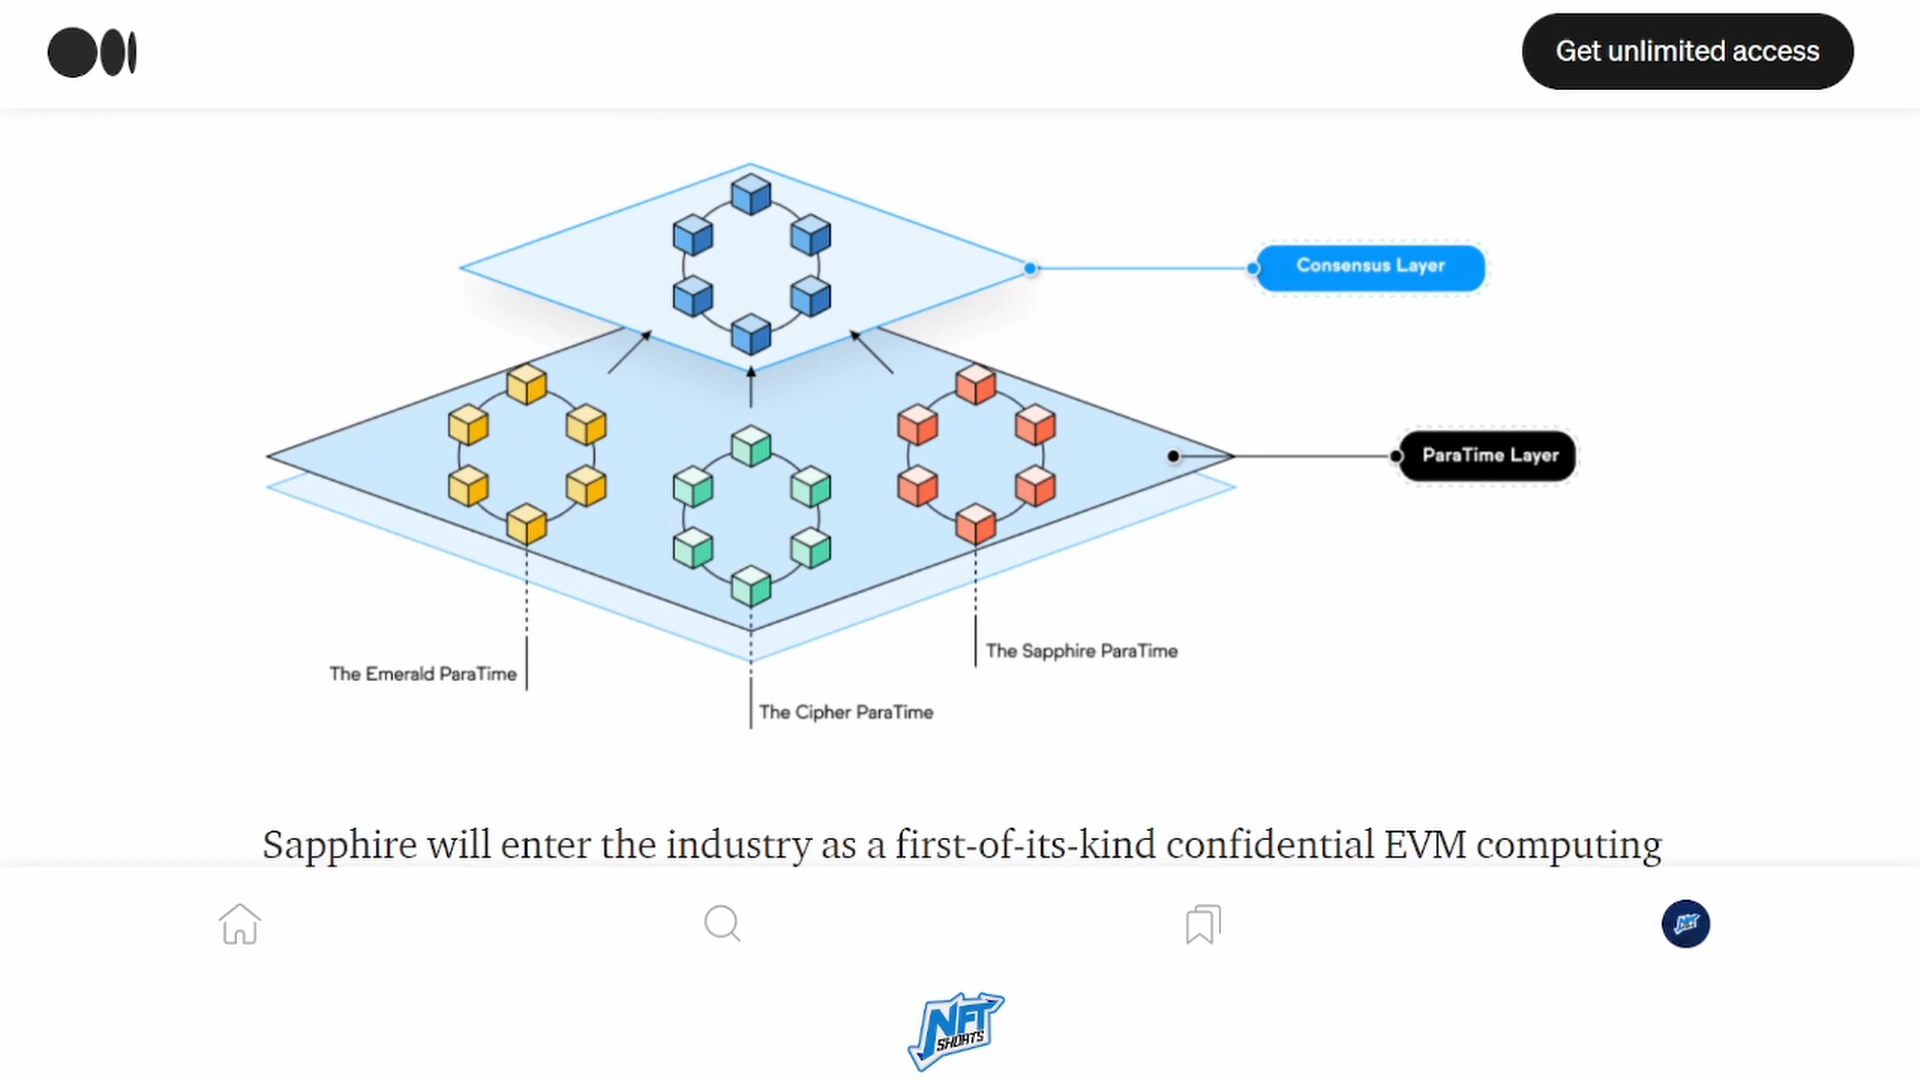 Get unlimited access
Consensus Layer
ParaTime Layer
The Sapphire ParaTime
The Emerald ParaTime
The Cipher ParaTime
Sapphire will enter the industry as a first-of-its-kind confidential EVM computing
NFT
NFT
SHORTS